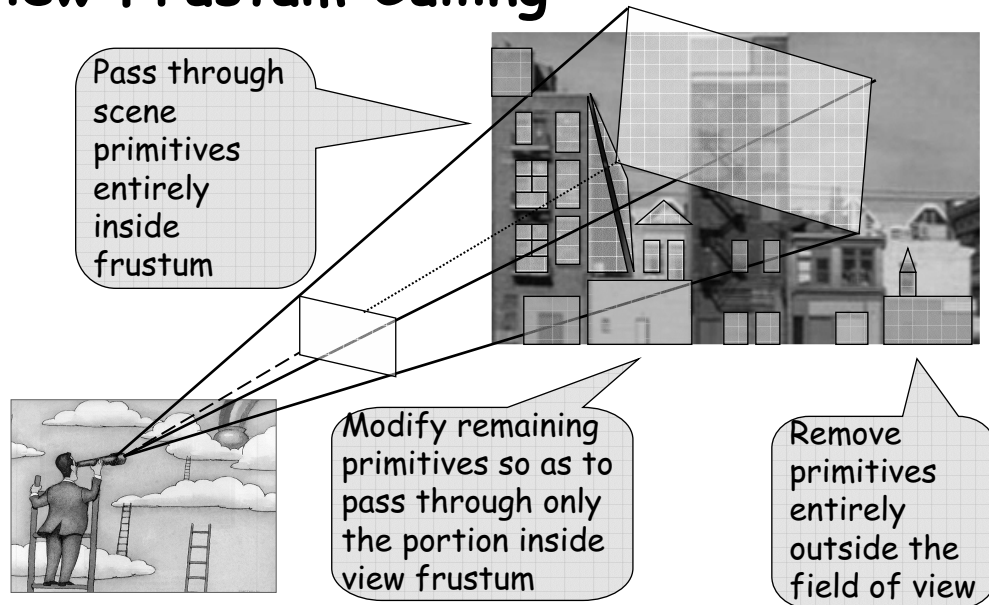 Frustum Culling
Pass through
scene
primitives
entirely
inside
frustum
Modify remaining
primitives so as to
pass through only
the portion inside
view frustum
Remove
primitives
entirely
outside the
field of view